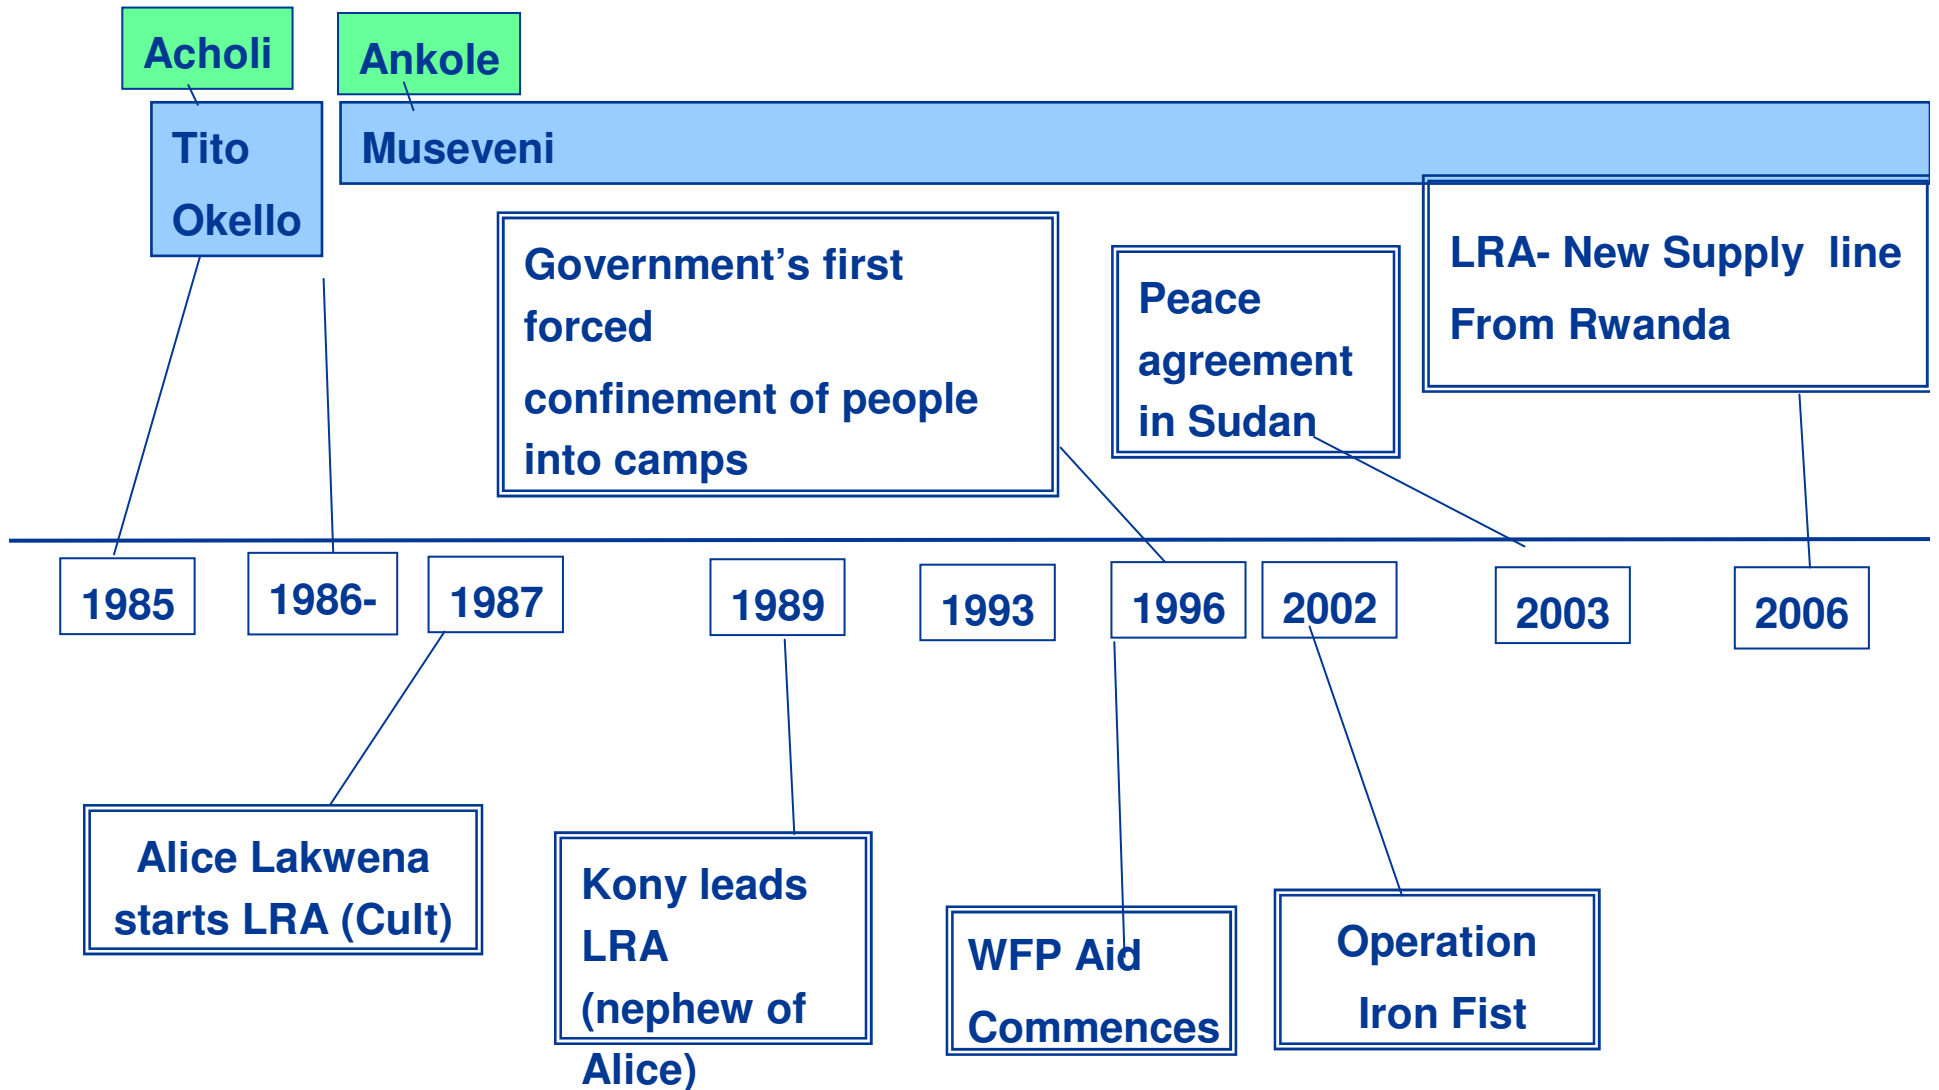 Acholi
Ankole
Tito
Okello
Museveni
Government’s first
forced
confinement of people
into camps
Peace
agreement
in Sudan
LRA- New Supply  line
From Rwanda
1985
1986-
1987
1989
1993
1996
2002
2003
2006
Alice Lakwena
starts LRA (Cult)
Kony leads
LRA
(nephew of
Alice)
WFP Aid
Commences
Operation
Iron Fist